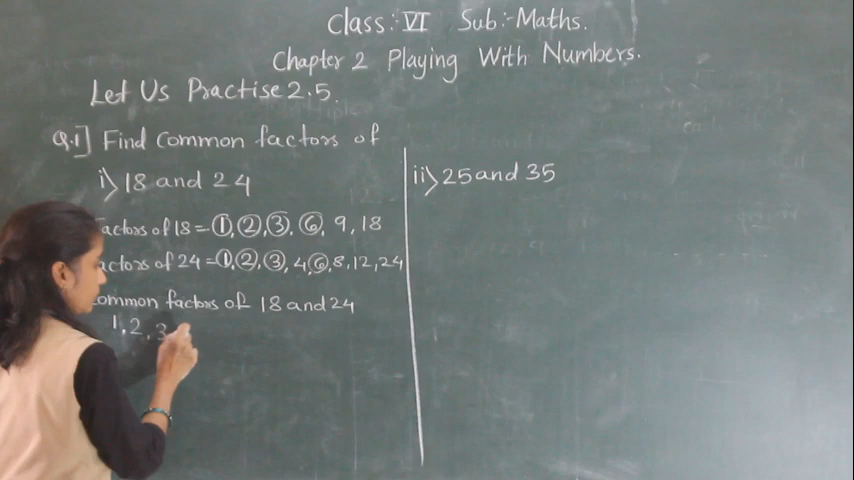 Class:- VI Sub:- Maths.
Chapter 2 Playing With Numbers.
Let Us Practise 2.5.
Q.1] Find Common factors of
i) 18 and 24
actors of 18 = 1, 2, 3, 6, 9, 18
actors of 24 = 1, 2, 3, 4, 6, 8, 12, 24
ommon factors of 18 and 24
1, 2, 3
ii) 25 and 35